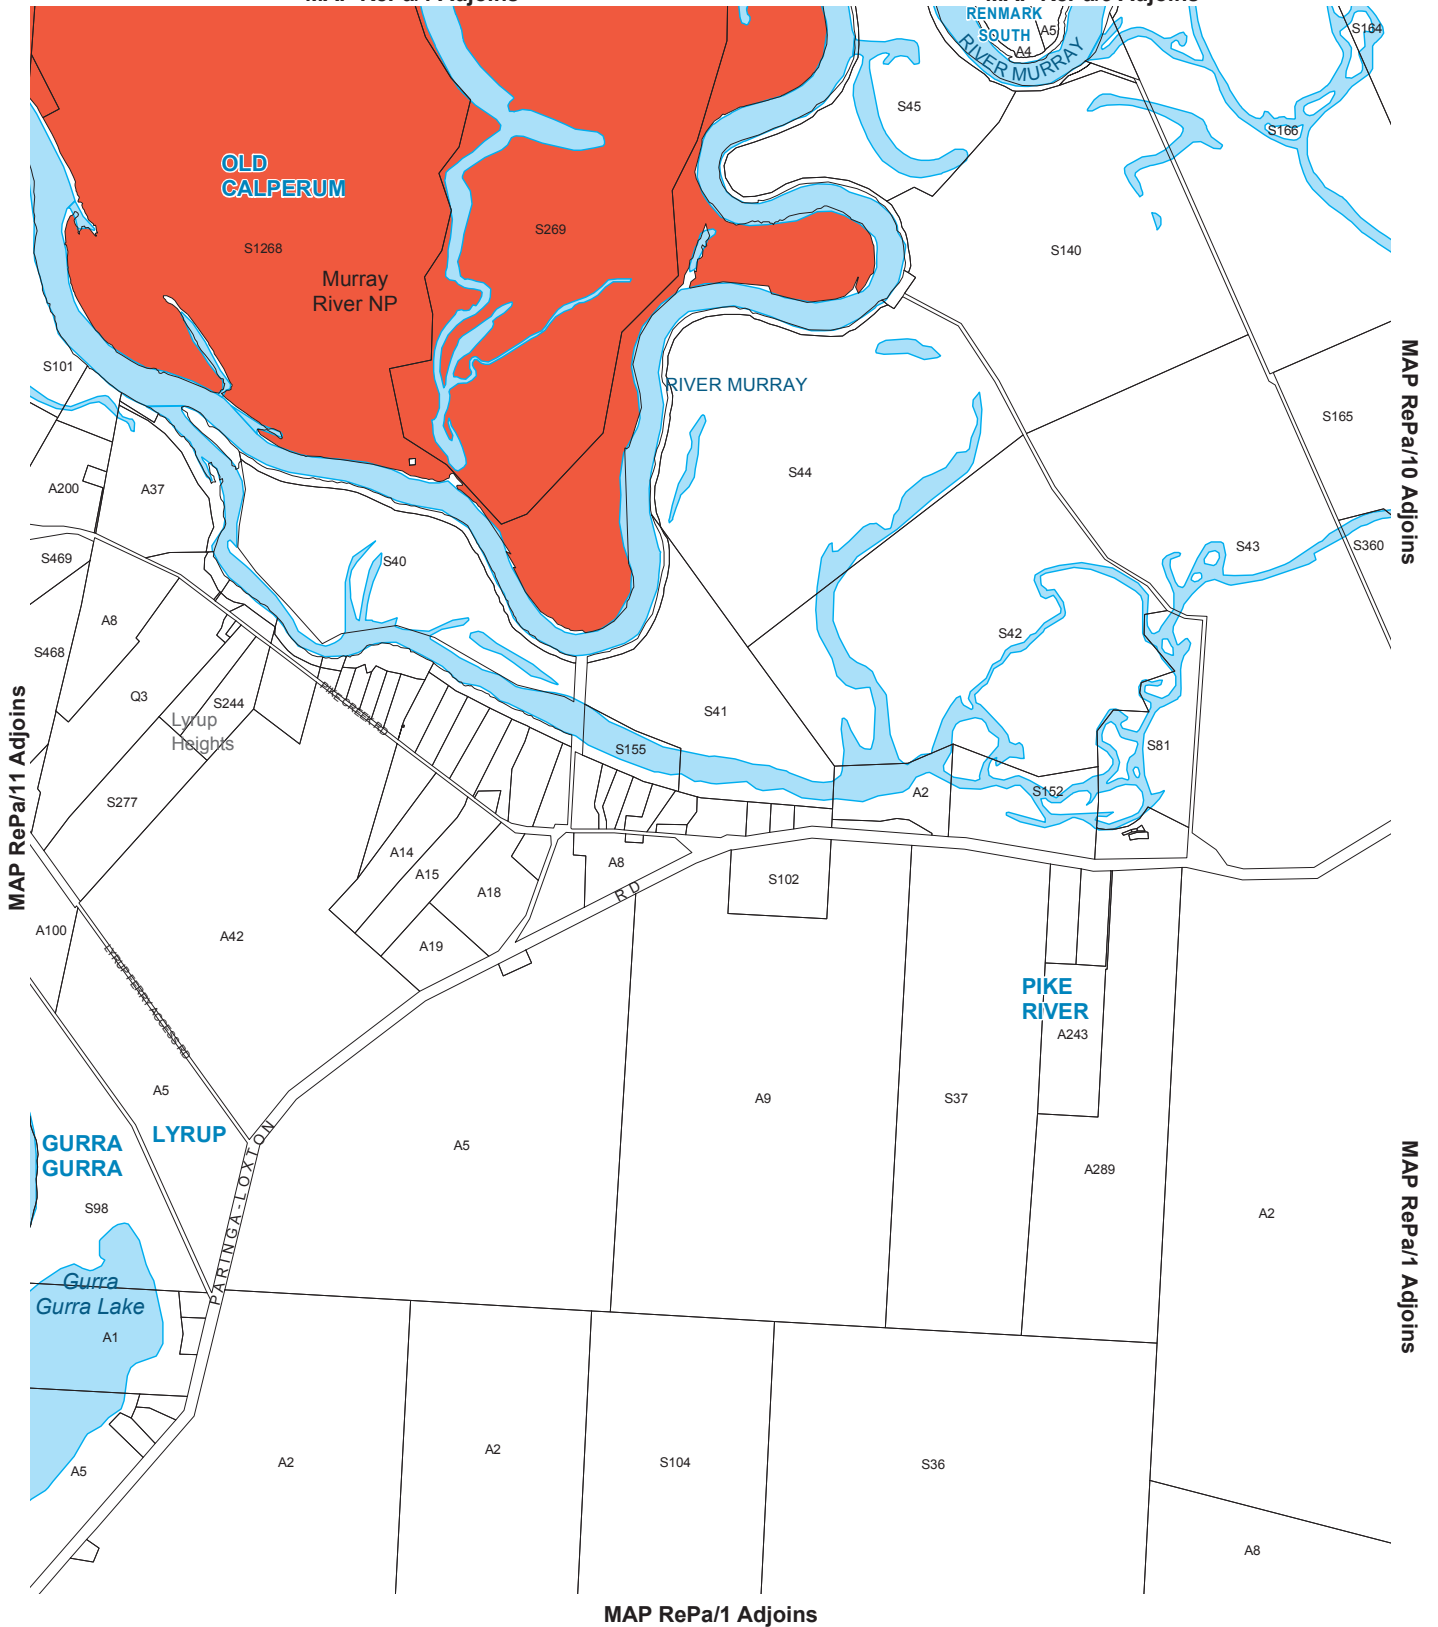 RENMARK
SOUTH
A5
A4
RIVER MURRAY
S164
S45
S166
OLD
CALPERUM
S269
S1268
S140
Murray
River NP
S101
RIVER MURRAY
MAP RePa/10 Adjoins
S165
S44
A200
A37
S43
S360
S469
S40
A8
S42
S468
Q3
S244
PIKE CREEK RD
Lyrup
Heights
S41
S155
S81
MAP RePa/11 Adjoins
S277
A2
S152
A14
A15
A8
S102
A18
RD
A100
A42
A19
LYRUP FERRY ACCESS RD
PIKE
RIVER
A243
A5
A9
S37
LYRUP
GURRA
GURRA
A5
A289
S98
A2
MAP RePa/1 Adjoins
PARINGA-LOXTON
Gurra
Gurra Lake
A1
A2
A2
S104
S36
A5
A8
MAP RePa/1 Adjoins